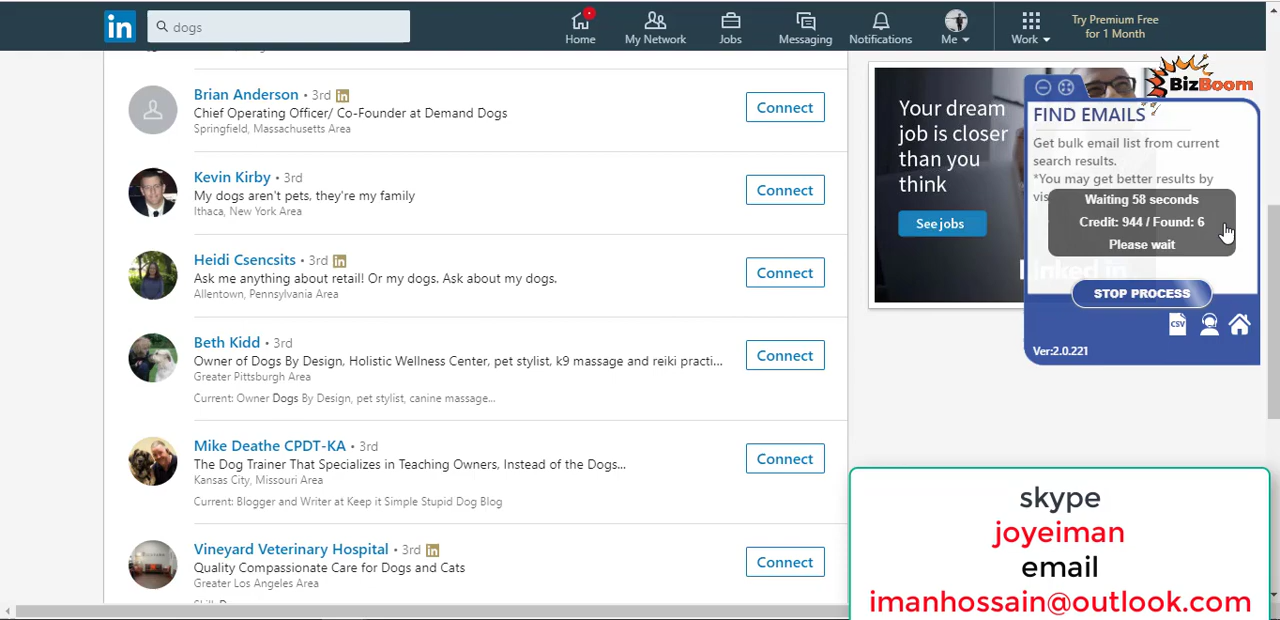 in
dogs
Home
My Network
Jobs
Messaging
Notifications
Me
Work
Try Premium Free
for 1 Month
Brian Anderson • 3rd in
Chief Operating Officer/ Co-Founder at Demand Dogs
Springfield, Massachusetts Area
Connect
Kevin Kirby • 3rd
My dogs aren't pets, they're my family
Ithaca, New York Area
Connect
Heidi Csencsits • 3rd in
Ask me anything about retail! Or my dogs. Ask about my dogs.
Allentown, Pennsylvania Area
Connect
Beth Kidd • 3rd
Owner of Dogs By Design, Holistic Wellness Center, pet stylist, k9 massage and reiki practi...
Greater Pittsburgh Area
Current: Owner Dogs By Design, pet stylist, canine massage...
Connect
Mike Deathe CPDT-KA • 3rd
The Dog Trainer That Specializes in Teaching Owners, Instead of the Dogs...
Kansas City, Missouri Area
Current: Blogger and Writer at Keep it Simple Stupid Dog Blog
Connect
Vineyard Veterinary Hospital • 3rd in
Quality Compassionate Care for Dogs and Cats
Greater Los Angeles Area
Connect
Your dream
job is closer
than you
think
See jobs
BizBoom
FIND EMAILS
Get bulk email list from current
search results.
*You may get better results by
Waiting 58 seconds
Credit: 944 / Found: 6
Please wait
STOP PROCESS
CSV
Ver:2.0.221
skype
joyeiman
email
imanhossain@outlook.com